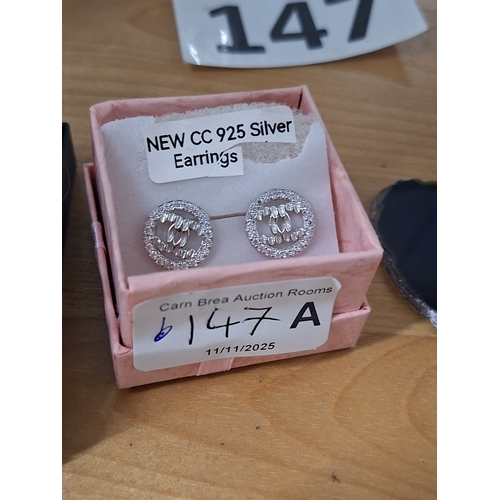 147
NEW CC 925 Silver
Earrings
Carn Brea Auction Rooms
b 147 A
11/11/2025